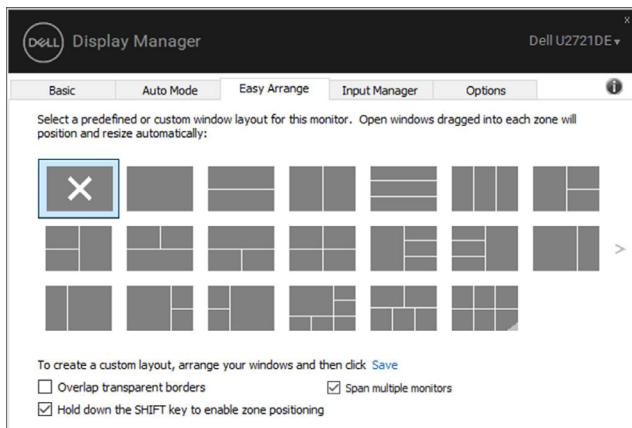 x
DELL Display Manager Dell U2721DE
Basic Auto Mode Easy Arrange Input Manager Options i
Select a predefined or custom window layout for this monitor. Open windows dragged into each zone will
position and resize automatically:
To create a custom layout, arrange your windows and then click Save
Overlap transparent borders Span multiple monitors
Hold down the SHIFT key to enable zone positioning